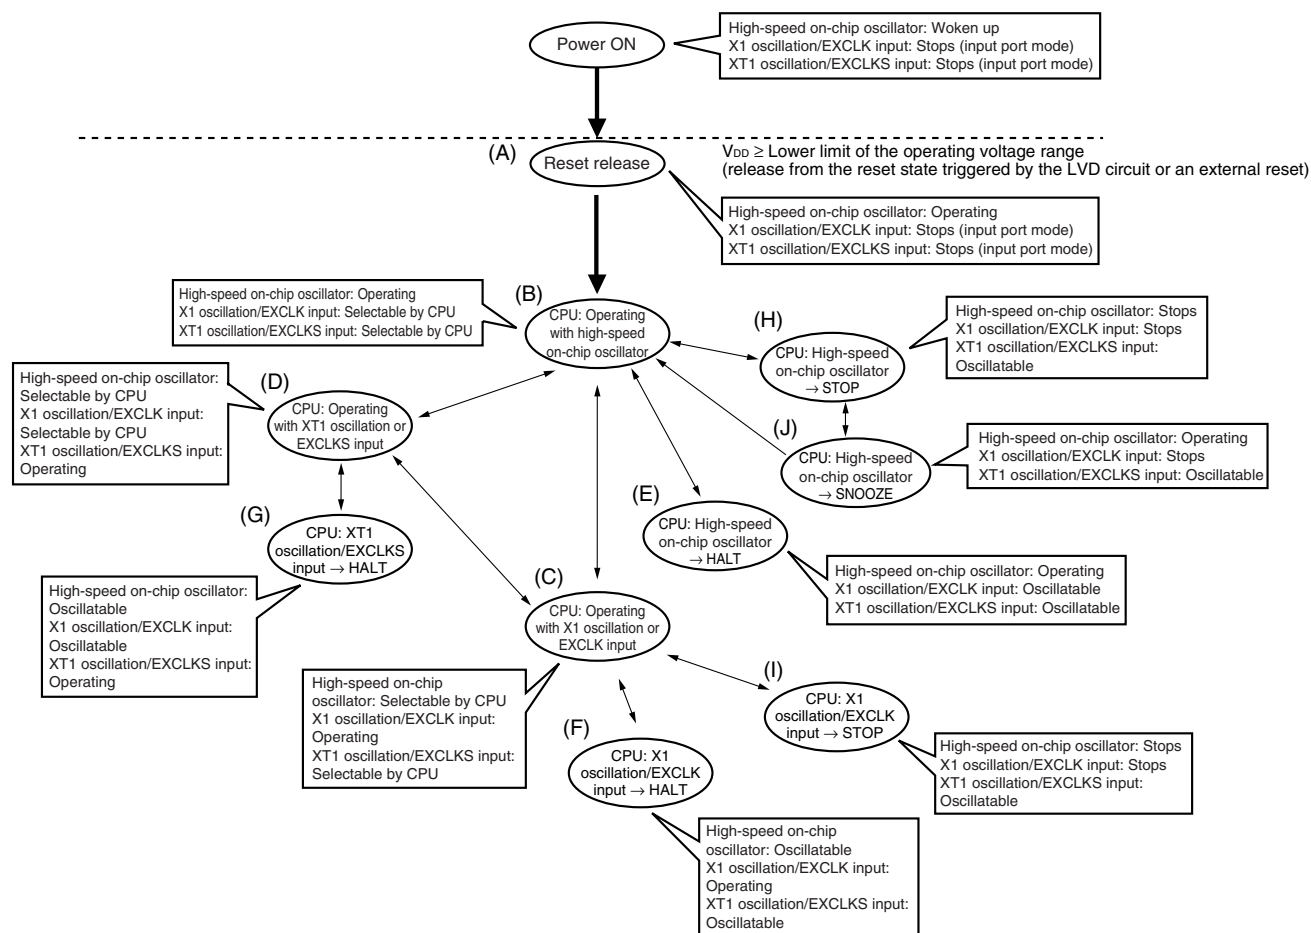 Power ON
High-speed on-chip oscillator: Woken up
X1 oscillation/EXCLK input: Stops (input port mode)
XT1 oscillation/EXCLKS input: Stops (input port mode)
(A)
Reset release
VDD ≥ Lower limit of the operating voltage range
(release from the reset state triggered by the LVD circuit or an external reset)
High-speed on-chip oscillator: Operating
X1 oscillation/EXCLK input: Stops (input port mode)
XT1 oscillation/EXCLKS input: Stops (input port mode)
(B)
CPU: Operating
with high-speed
on-chip oscillator
High-speed on-chip oscillator: Operating
X1 oscillation/EXCLK input: Selectable by CPU
XT1 oscillation/EXCLKS input: Selectable by CPU
(H)
CPU: High-speed
on-chip oscillator
→ STOP
High-speed on-chip oscillator: Stops
X1 oscillation/EXCLK input: Stops
XT1 oscillation/EXCLKS input:
Oscillatable
(D)
CPU: Operating
with XT1 oscillation or
EXCLKS input
High-speed on-chip oscillator:
Selectable by CPU
X1 oscillation/EXCLK input:
Selectable by CPU
XT1 oscillation/EXCLKS input:
Operating
(J)
CPU: High-speed
on-chip oscillator
→ SNOOZE
High-speed on-chip oscillator: Operating
X1 oscillation/EXCLK input: Stops
XT1 oscillation/EXCLKS input: Oscillatable
(E)
CPU: High-speed
on-chip oscillator
→ HALT
High-speed on-chip oscillator: Operating
X1 oscillation/EXCLK input: Oscillatable
XT1 oscillation/EXCLKS input: Oscillatable
(G)
CPU: XT1
oscillation/EXCLKS
input → HALT
High-speed on-chip oscillator:
Oscillatable
X1 oscillation/EXCLK input:
Oscillatable
XT1 oscillation/EXCLKS input:
Operating
(C)
CPU: Operating
with X1 oscillation or
EXCLK input
High-speed on-chip
oscillator: Selectable by CPU
X1 oscillation/EXCLK input:
Operating
XT1 oscillation/EXCLKS input:
Selectable by CPU
(I)
CPU: X1
oscillation/EXCLK
input → STOP
High-speed on-chip oscillator: Stops
X1 oscillation/EXCLK input: Stops
XT1 oscillation/EXCLKS input:
Oscillatable
(F)
CPU: X1
oscillation/EXCLK
input → HALT
High-speed on-chip
oscillator: Oscillatable
X1 oscillation/EXCLK input:
Operating
XT1 oscillation/EXCLKS input:
Oscillatable